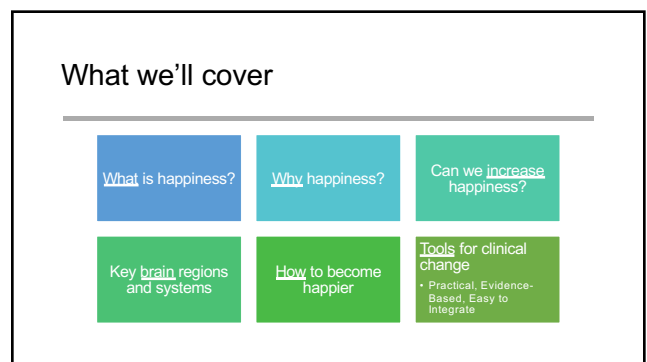 What we'll cover
What is happiness?
Why happiness?
Can we increase
happiness?
Key brain regions
and systems
How to become
happier
Tools for clinical
change
• Practical, Evidence-
Based, Easy to
Integrate